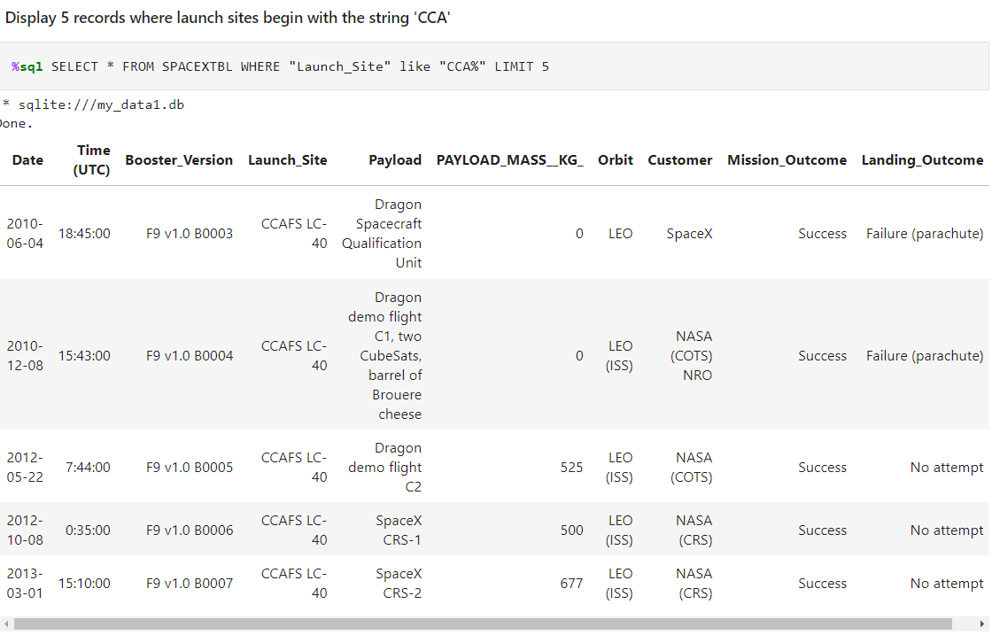 Display 5 records where launch sites begin with the string 'CCA'
%sql SELECT * FROM SPACEXTBL WHERE "Launch_Site" like "CCA%" LIMIT 5
* sqlite:///my_data1.db
Done.
Date Time (UTC) Booster_Version Launch_Site Payload PAYLOAD_MASS__KG_ Orbit Customer Mission_Outcome Landing_Outcome
2010-06-04 18:45:00 F9 v1.0 B0003 CCAFS LC-40 Dragon Spacecraft Qualification Unit 0 LEO SpaceX Success Failure (parachute)
2010-12-08 15:43:00 F9 v1.0 B0004 CCAFS LC-40 Dragon demo flight C1, two CubeSats, barrel of Brouere cheese 0 LEO (ISS) NASA (COTS) NRO Success Failure (parachute)
2012-05-22 7:44:00 F9 v1.0 B0005 CCAFS LC-40 Dragon demo flight C2 525 LEO (ISS) NASA (COTS) Success No attempt
2012-10-08 0:35:00 F9 v1.0 B0006 CCAFS LC-40 SpaceX CRS-1 500 LEO (ISS) NASA (CRS) Success No attempt
2013-03-01 15:10:00 F9 v1.0 B0007 CCAFS LC-40 SpaceX CRS-2 677 LEO (ISS) NASA (CRS) Success No attempt